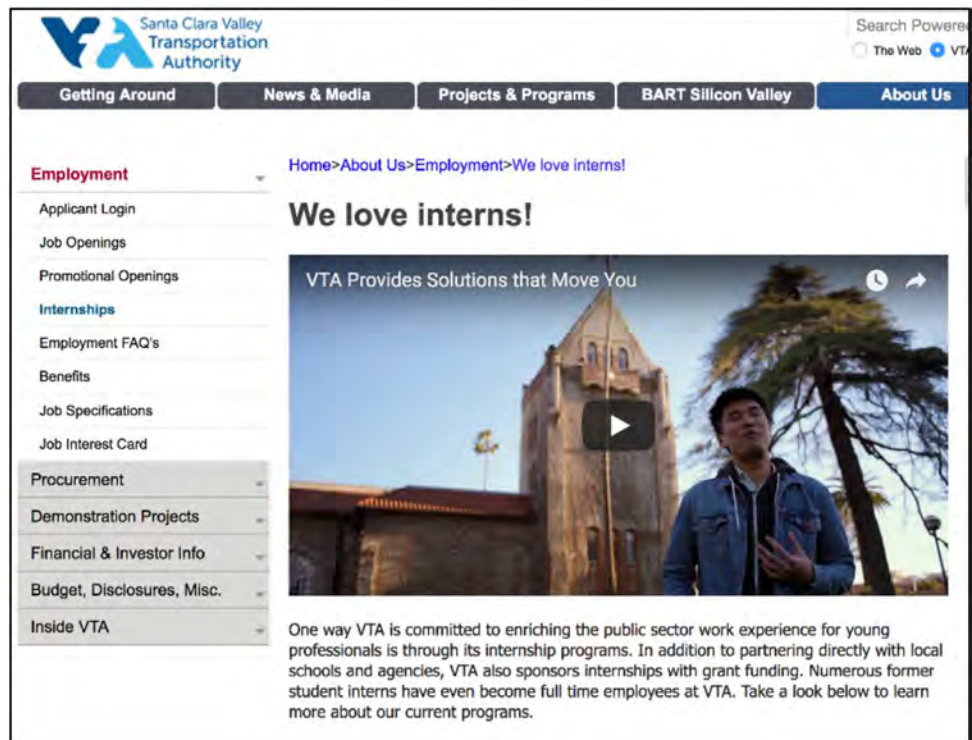 Santa Clara Valley
Transportation
Authority
Search Powered
The Web
Getting Around
News & Media
Projects & Programs
BART Silicon Valley
About Us
Home>About Us>Employment>We love interns!
Employment
Applicant Login
Job Openings
Promotional Openings
Internships
Employment FAQ's
Benefits
Job Specifications
Job Interest Card
Procurement
Demonstration Projects
Financial & Investor Info
Budget, Disclosures, Misc.
Inside VTA
We love interns!
VTA Provides Solutions that Move You
One way VTA is committed to enriching the public sector work experience for young
professionals is through its internship programs. In addition to partnering directly with local
schools and agencies, VTA also sponsors internships with grant funding. Numerous former
student interns have even become full time employees at VTA. Take a look below to learn
more about our current programs.